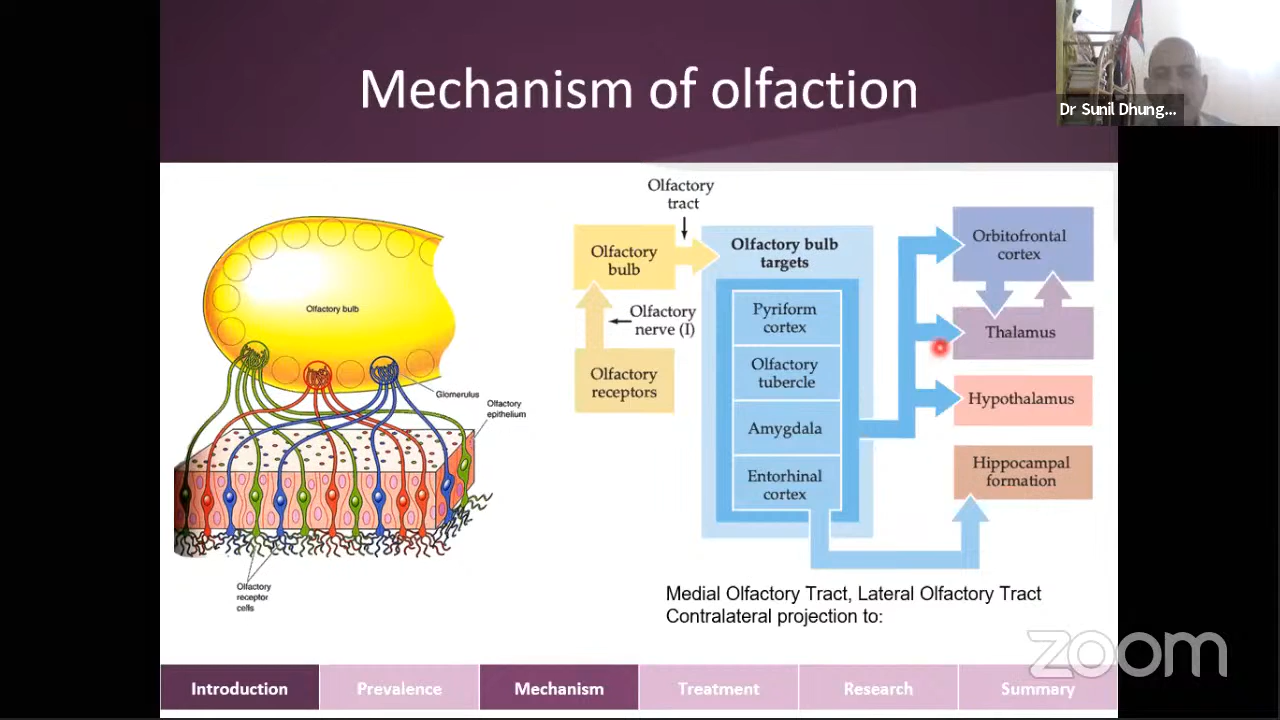 Mechanism of olfaction
Dr Sunil Dhung...
Olfactory bulb
Glomerulus
Olfactory
epithelium
Olfactory
receptor
cells
Olfactory
tract
Olfactory
bulb
Olfactory
nerve (I)
Olfactory
receptors
Olfactory bulb
targets
Pyriform
cortex
Olfactory
tubercle
Amygdala
Entorhinal
cortex
Orbitofrontal
cortex
Thalamus
Hypothalamus
Hippocampal
formation
Medial Olfactory Tract, Lateral Olfactory Tract
Contralateral projection to:
zoom
Introduction
Prevalence
Mechanism
Treatment
Research
Summary